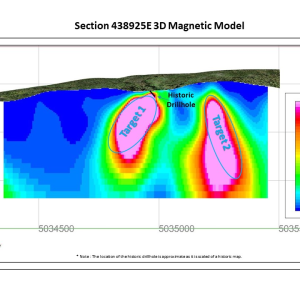 Section 438925E 3D Magnetic Model
Historic
Drillhole
Target 1
Target 2
5034500
5035000
* Note : The location of the historic drillhole is approximate as it is located of a historic map.